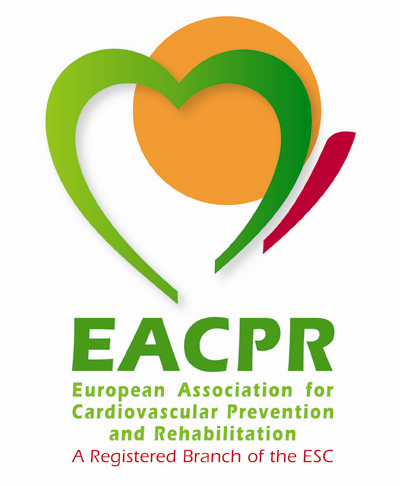 EACPR
European Association for
Cardiovascular Prevention
and Rehabilitation
A Registered Branch of the ESC